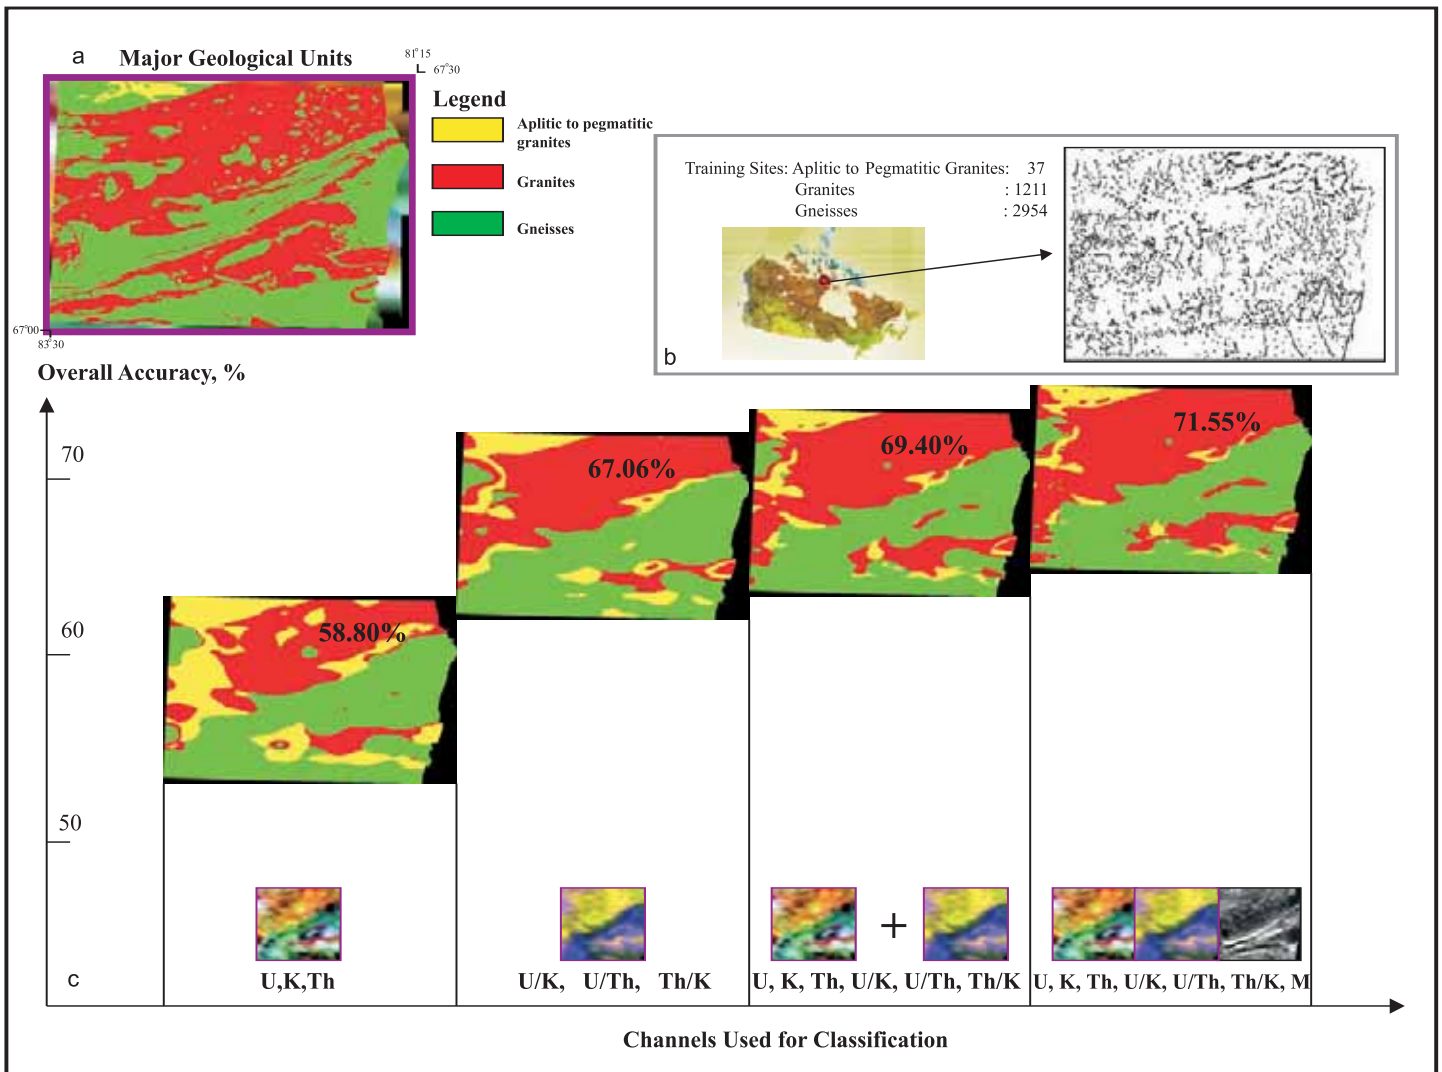 a Major Geological Units
81°15
67°30
Legend
Aplitic to pegmatitic
granites
Granites
Gneisses
67°00
83°30
Training Sites: Aplitic to Pegmatitic Granites: 37
Granites : 1211
Gneisses : 2954
b
Overall Accuracy, %
70
60
50
58.80%
67.06%
69.40%
71.55%
+
c
U,K,Th
U/K, U/Th, Th/K
U, K, Th, U/K, U/Th, Th/K
U, K, Th, U/K, U/Th, Th/K, M
Channels Used for Classification